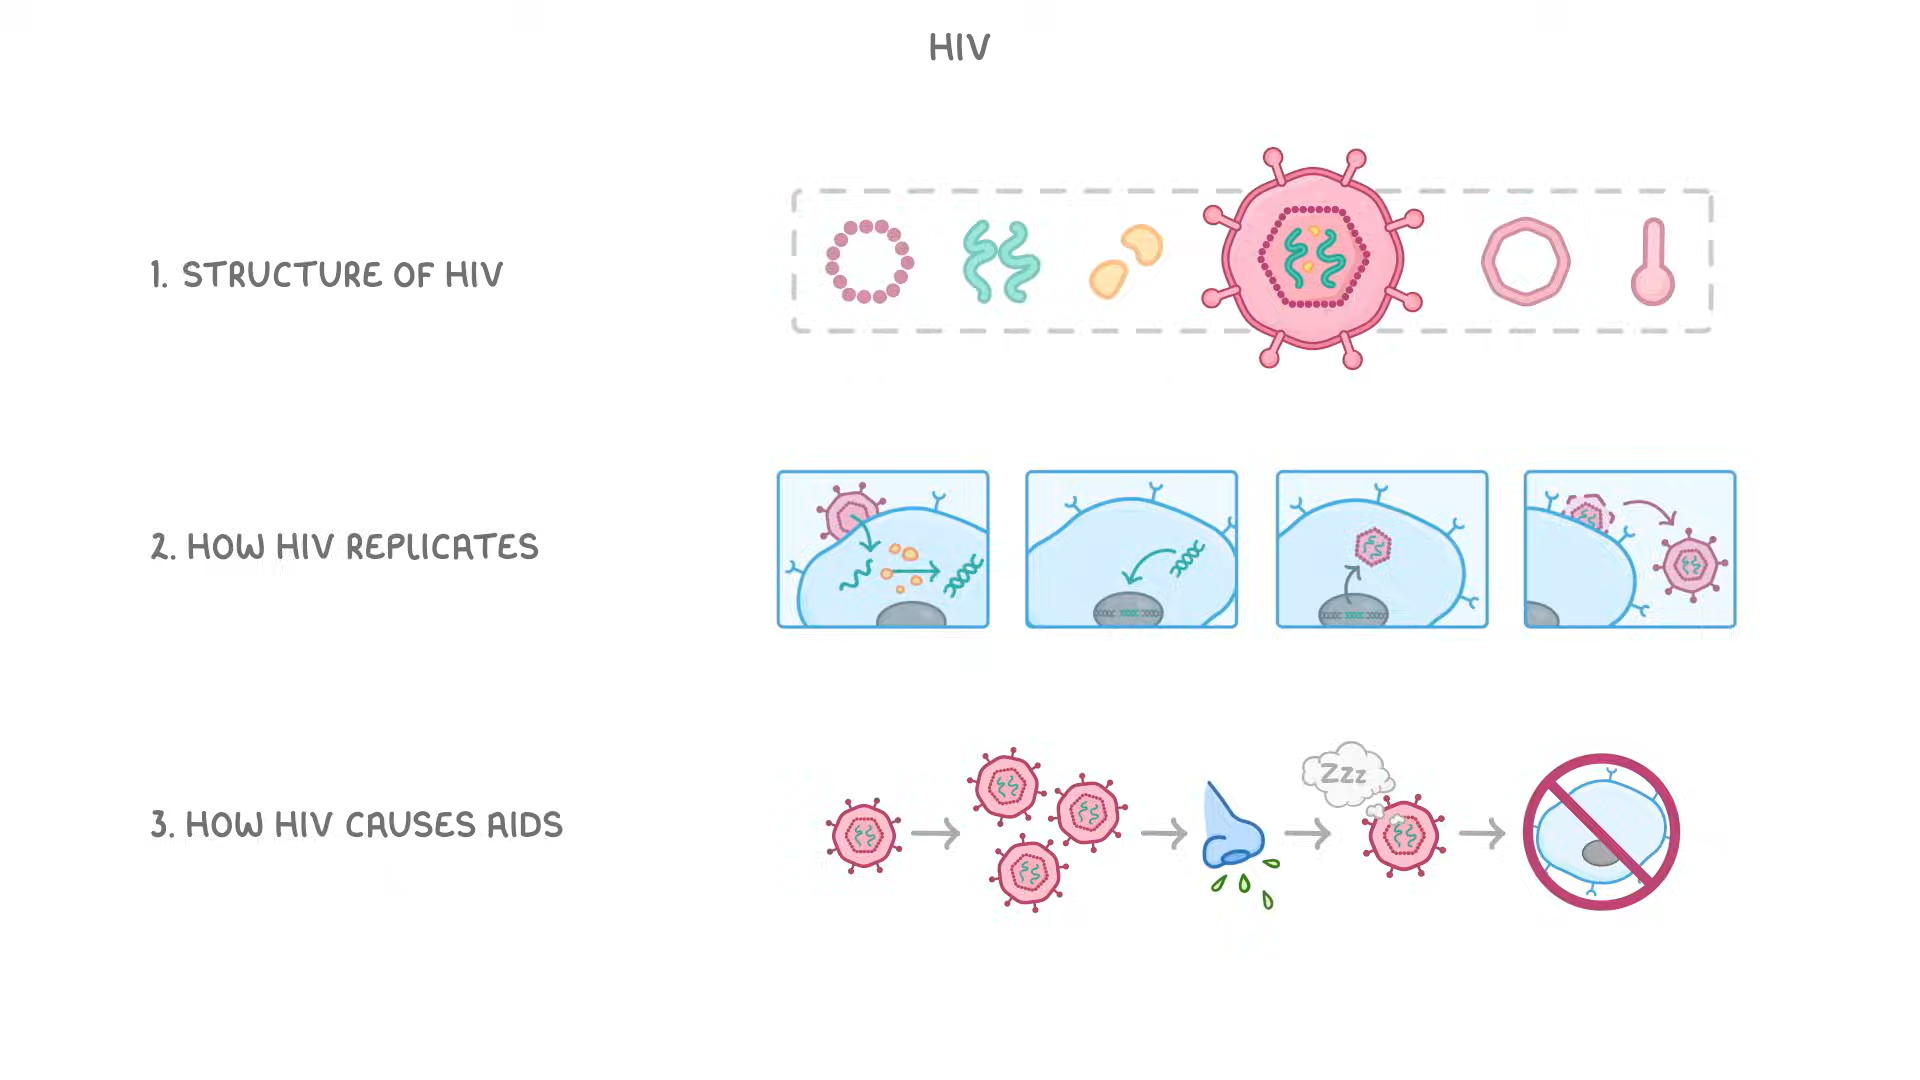 HIV
1. STRUCTURE OF HIV
2. HOW HIV REPLICATES
3. HOW HIV CAUSES AIDS
Zzz